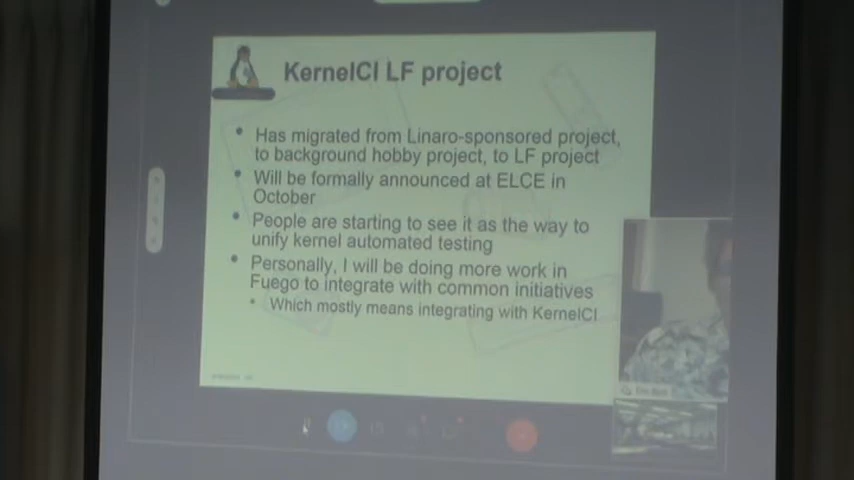 KernelCI LF project
• Has migrated from Linaro-sponsored project,
to background hobby project, to LF project
• Will be formally announced at ELCE in
October
• People are starting to see it as the way to
unify kernel automated testing
• Personally, I will be doing more work in
Fuego to integrate with common initiatives
• Which mostly means integrating with KernelCI